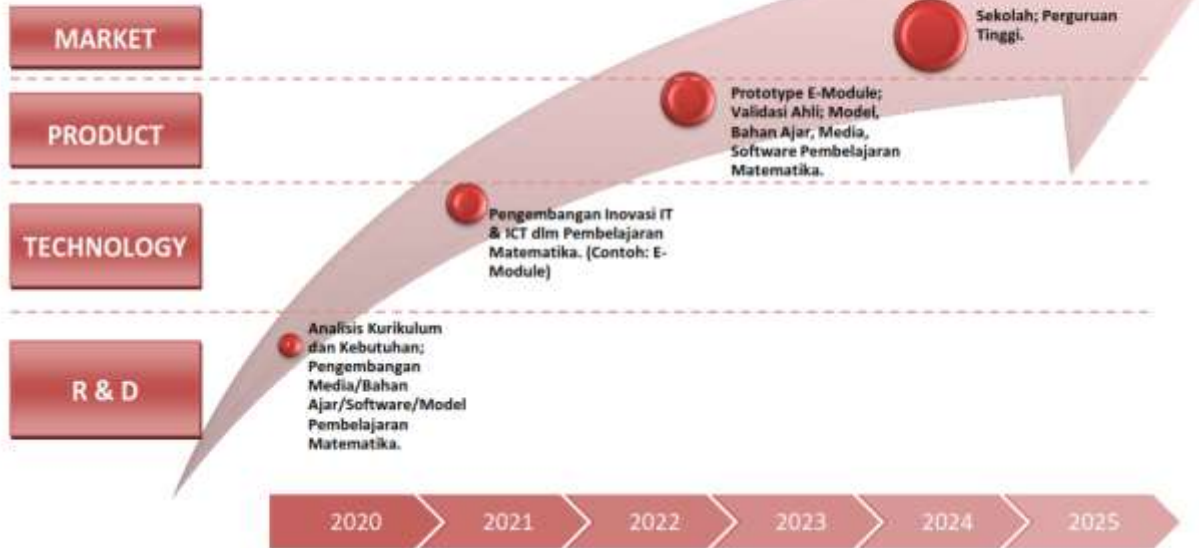 MARKET
Sekolah; Perguruan
Tinggi.
PRODUCT
Prototype E-Module;
Validasi Ahli; Model,
Bahan Ajar, Media,
Software Pembelajaran
Matematika.
TECHNOLOGY
Pengembangan Inovasi IT
& ICT dlm Pembelajaran
Matematika. (Contoh: E-
Module)
R & D
Analisis Kurikulum
dan Kebutuhan;
Pengembangan
Media/Bahan
Ajar/Software/Model
Pembelajaran
Matematika.
2020 2021 2022 2023 2024 2025